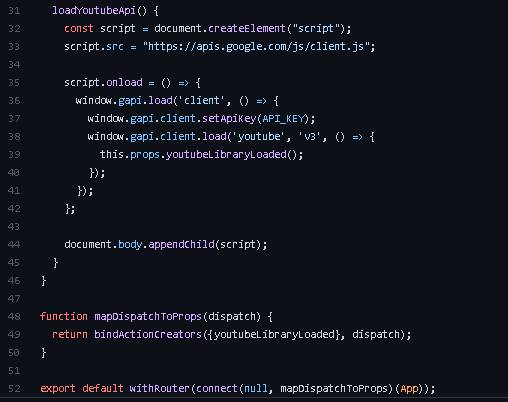 31 loadYoutubeApi() {
32 const script = document.createElement("script");
33 script.src = "https://apis.google.com/js/client.js";
34
35 script.onload = () => {
36 window.gapi.load('client', () => {
37 window.gapi.client.setApiKey(API_KEY);
38 window.gapi.client.load('youtube', 'v3', () => {
39 this.props.youtubeLibraryLoaded();
40 });
41 });
42 };
43
44 document.body.appendChild(script);
45 }
46 }
47
48 function mapDispatchToProps(dispatch) {
49 return bindActionCreators({youtubeLibraryLoaded}, dispatch);
50 }
51
52 export default withRouter(connect(null, mapDispatchToProps)(App));